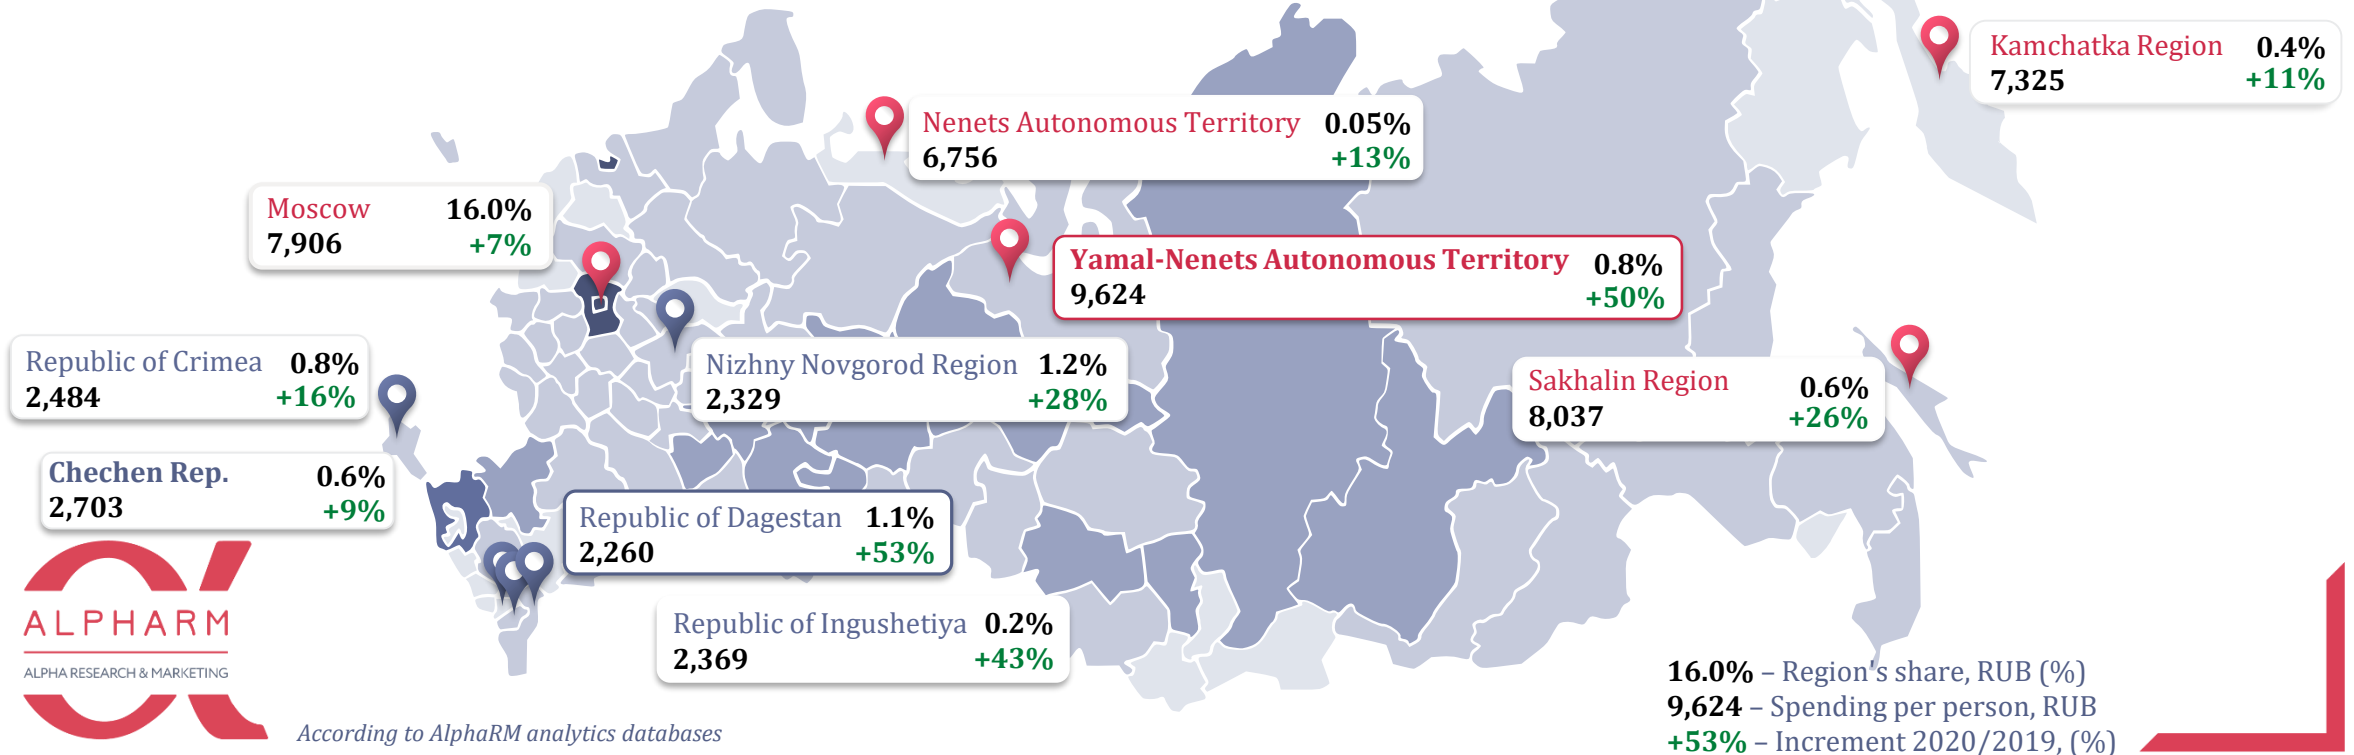 Kamchatka Region 0.4%
7,325 +11%
Nenets Autonomous Territory 0.05%
6,756 +13%
Moscow 16.0%
7,906 +7%
Yamal-Nenets Autonomous Territory 0.8%
9,624 +50%
Republic of Crimea 0.8%
2,484 +16%
Nizhny Novgorod Region 1.2%
2,329 +28%
Sakhalin Region 0.6%
8,037 +26%
Chechen Rep. 0.6%
2,703 +9%
Republic of Dagestan 1.1%
2,260 +53%
Republic of Ingushetiya 0.2%
2,369 +43%
ALPHARM
ALPHA RESEARCH & MARKETING
According to AlphaRM analytics databases
16.0% – Region's share, RUB (%)
9,624 – Spending per person, RUB
+53% – Increment 2020/2019, (%)